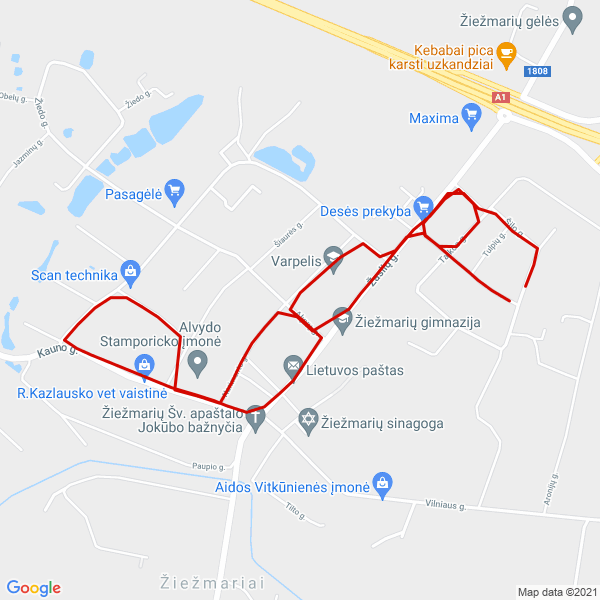 Žiežmarių gėlės
Kebabai pica
karsti uzkandziai
1808
A1
Obelų g.
Žiedo g.
Žiedo g.
Maxima
Jazminų g.
Pasagėlė
Desės prekyba
Šilo g.
Šiaurės g.
Tulpių g.
Varpelis
Žaslių g.
Scan technika
Žiežmarių gimnazija
Alvydo
Stamporicko įmonė
Kauno g.
Lietuvos paštas
R.Kazlausko vet vaistinė
Žiežmarių Šv. apaštalo
Jokūbo bažnyčia
Žiežmarių sinagoga
Paupio g.
Aidos Vitkūnienės įmonė
Aronijų g.
Vilniaus g.
Tilto g.
Žiežmariai
Google
Map data ©2021